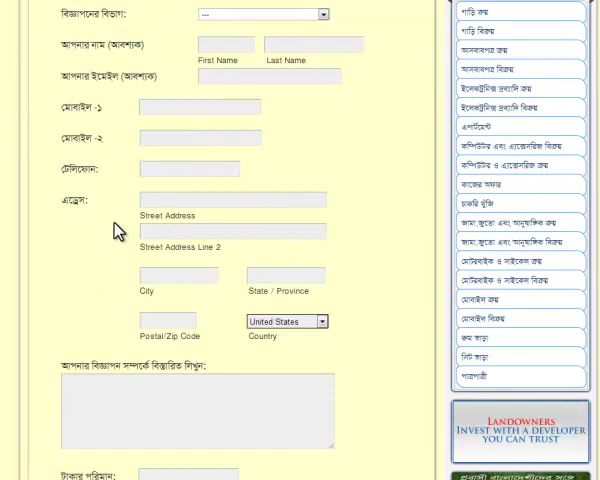 বিজ্ঞাপনের বিভাগ:
---
আপনার নাম (আবশ্যক)
First Name
Last Name
আপনার ইমেইল (আবশ্যক)
মোবাইল -১
মোবাইল -২
টেলিফোন:
এড্রেস:
Street Address
Street Address Line 2
City
State / Province
United States
Postal/Zip Code
Country
আপনার বিজ্ঞাপন সম্পর্কে বিস্তারিত লিখুন:
টাকার পরিমান:
গাড়ি ক্রয়
গাড়ি বিক্রয়
আসবাবপত্র ক্রয়
আসবাবপত্র বিক্রয়
ইলেকট্রনিক্স দ্রব্যাদি ক্রয়
ইলেকট্রনিক্স দ্রব্যাদি বিক্রয়
এপার্টমেন্ট
কম্পিউটার এবং এ্যক্সেসরিজ বিক্রয়
কম্পিউটার ও এ্যক্সেসরিজ ক্রয়
কাজের অফার
চাকরি খুঁজি
জামা,জুতো এবং আনুষাঙ্গিক ক্রয়
জামা,জুতো এবং আনুষাঙ্গিক বিক্রয়
মোটরবাইক ও সাইকেল ক্রয়
মোটরবাইক ও সাইকেল বিক্রয়
মোবাইল ক্রয়
মোবাইল বিক্রয়
রুম ভাড়া
সিট ভাড়া
পাত্রপাত্রী
LANDOWNERS
INVEST WITH A DEVELOPER
YOU CAN TRUST
প্রবাসী বাংলাদেশীদের সঙ্গে